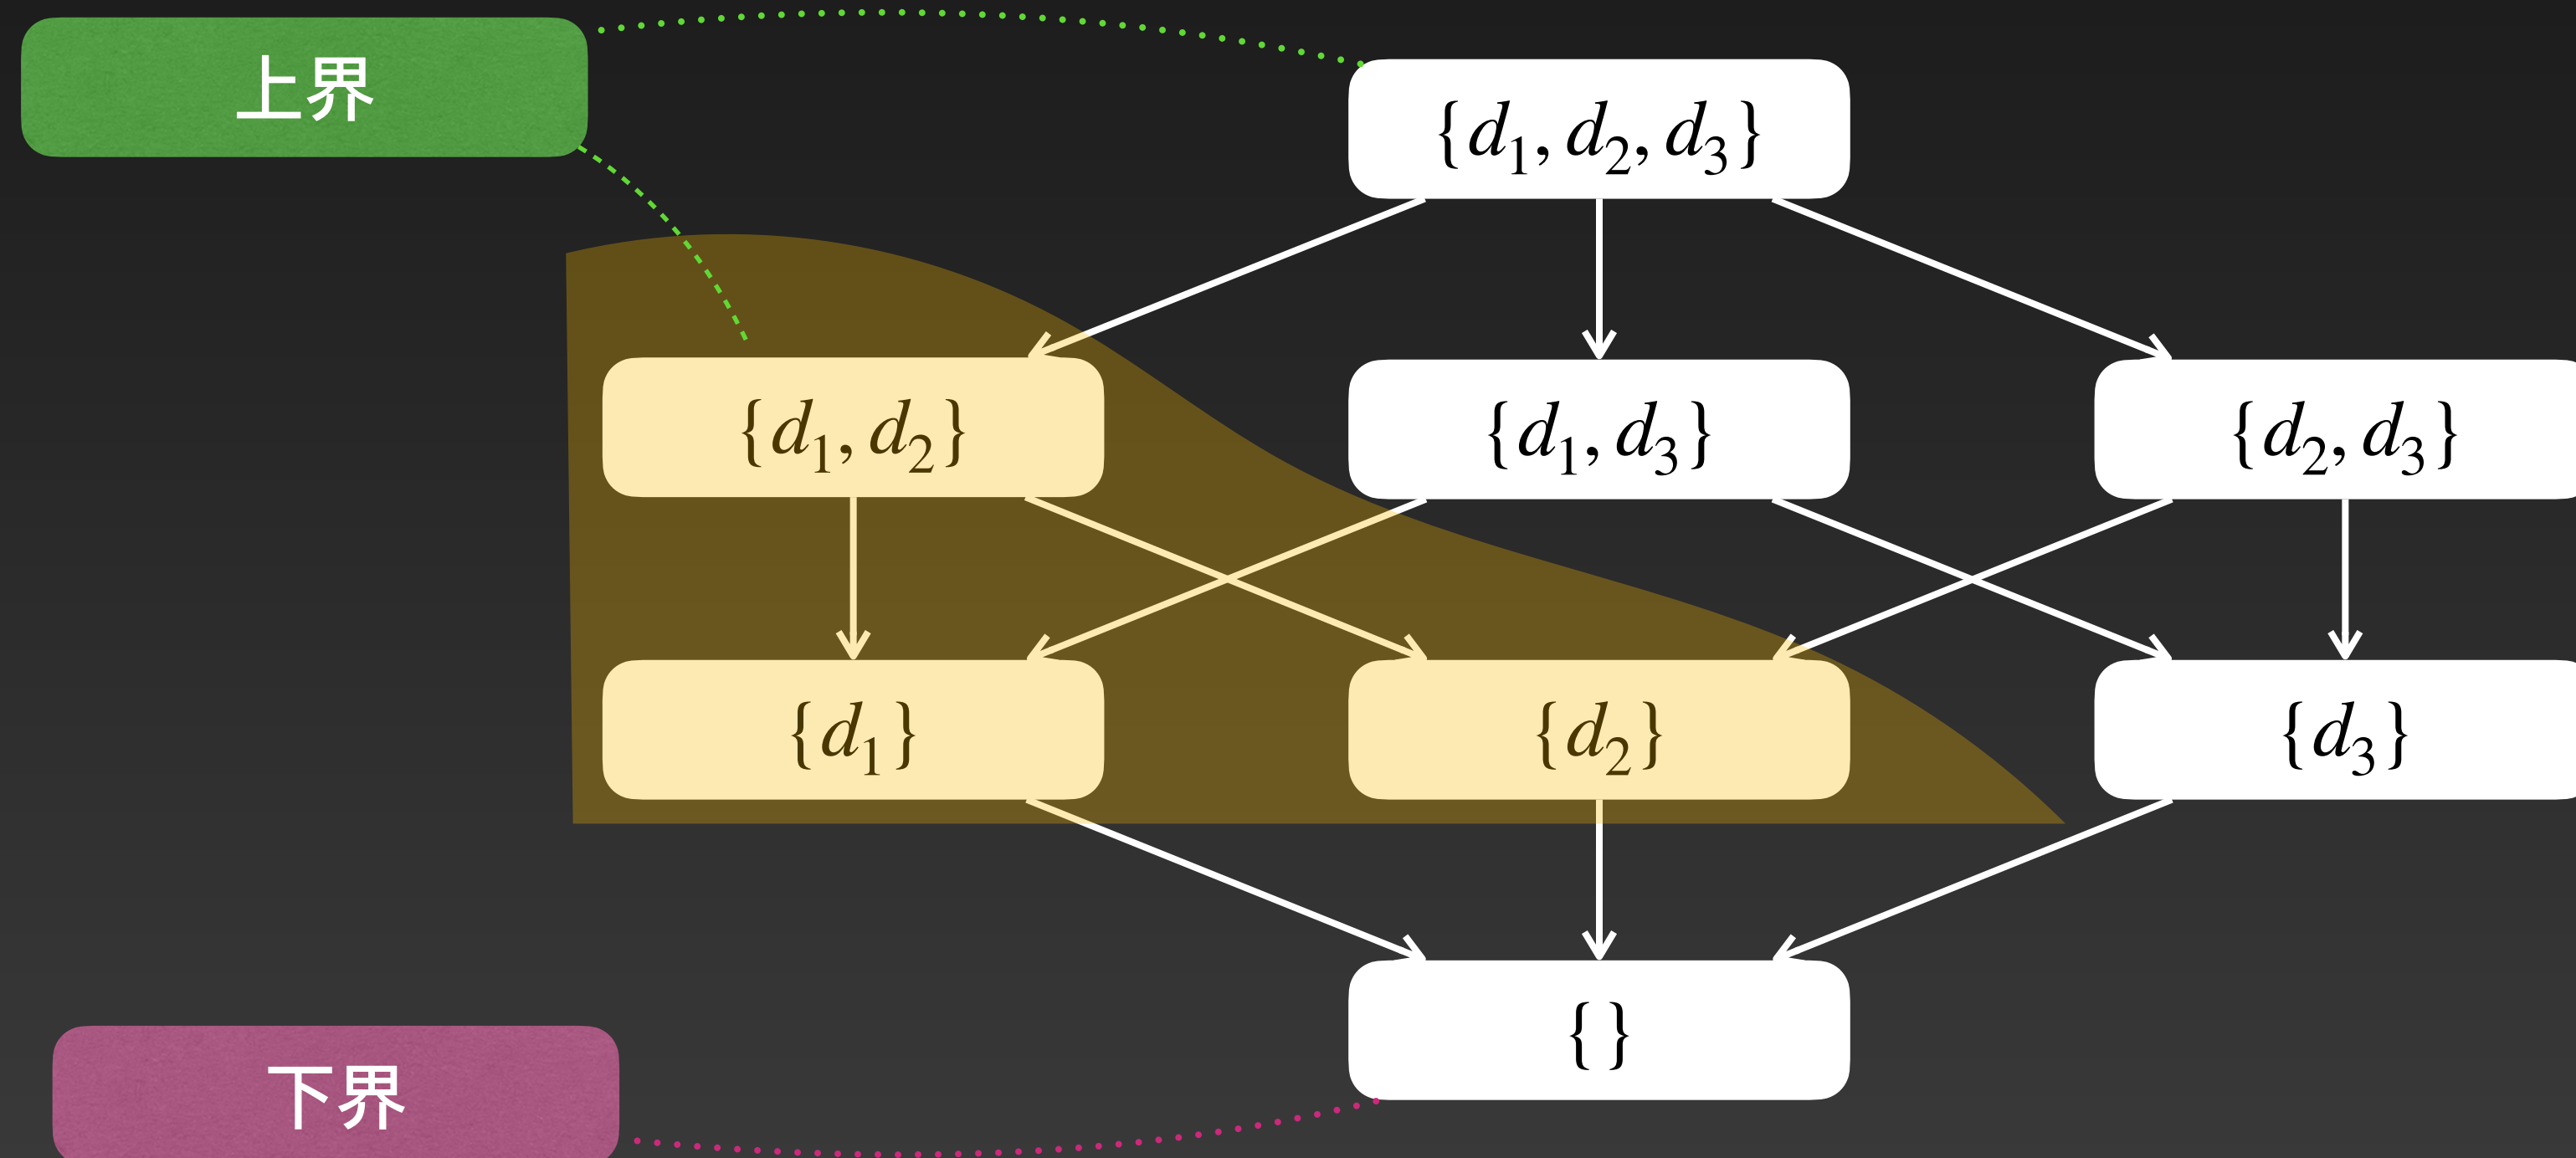 上界
{d₁, d₂, d₃}
{d₁, d₂}
{d₁, d₃}
{d₂, d₃}
{d₁}
{d₂}
{d₃}
{ }
下界